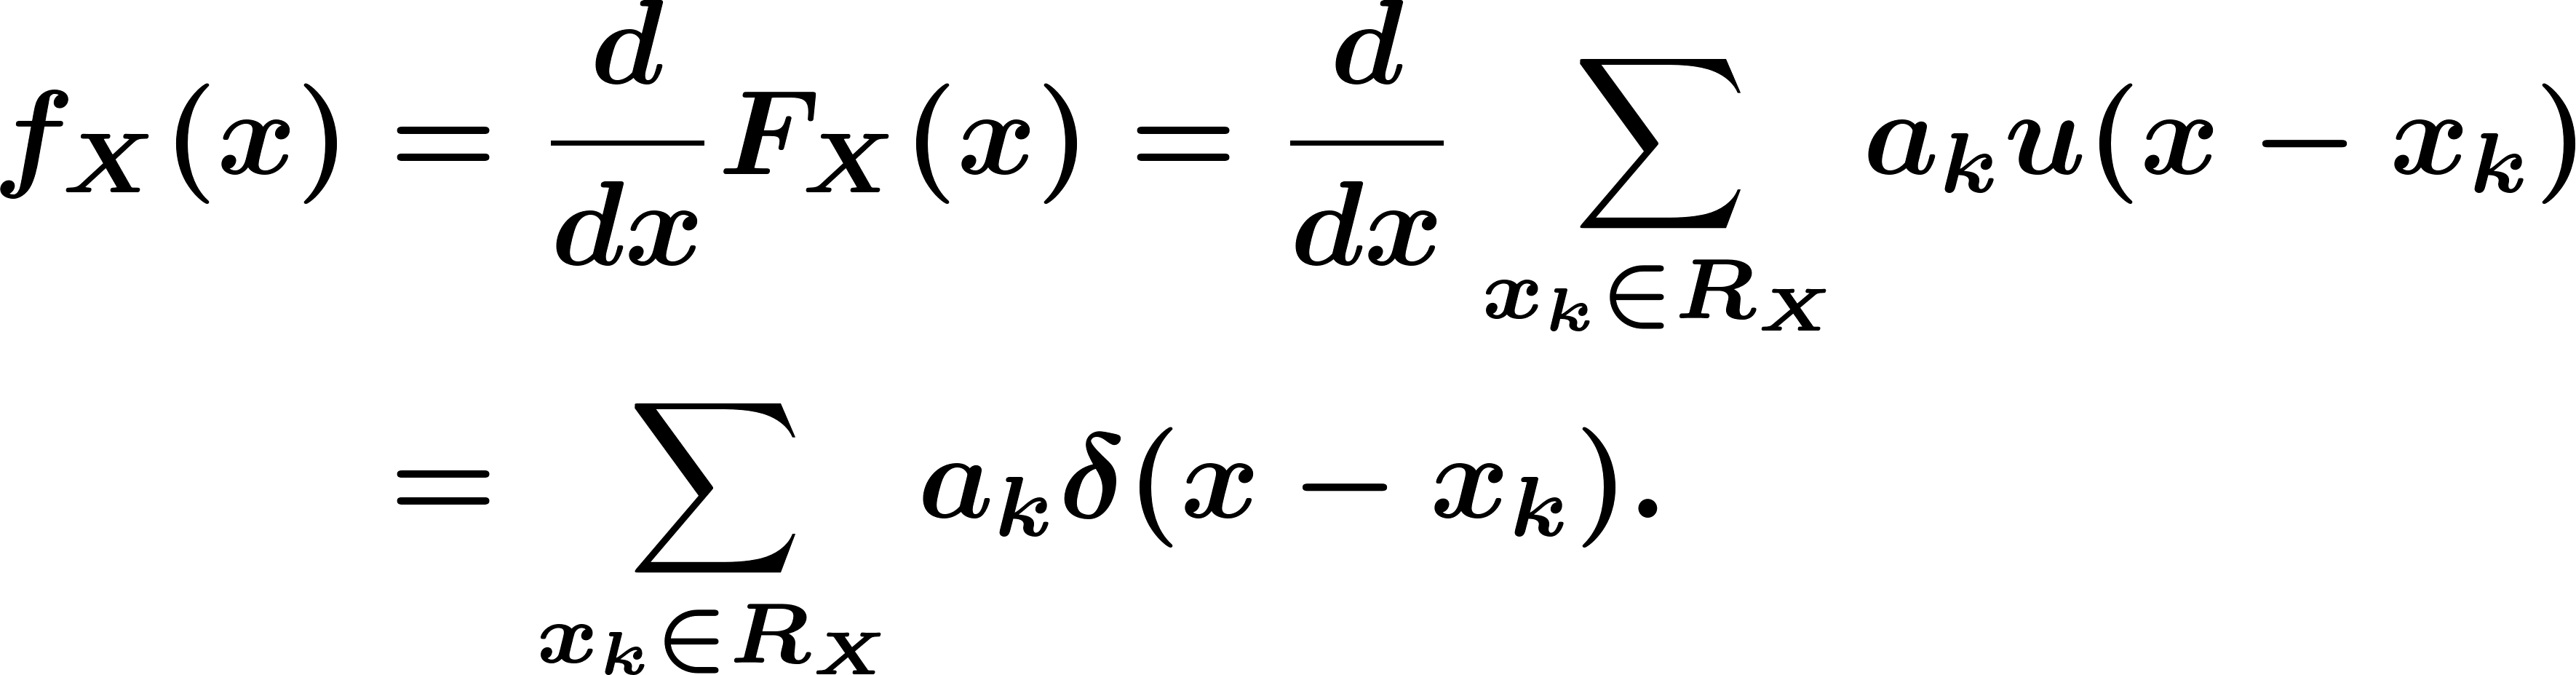 f_X(x) = \frac{d}{dx} F_X(x) = \frac{d}{dx} \sum_{x_k \in R_X} a_k u(x - x_k)
= \sum_{x_k \in R_X} a_k \delta(x - x_k).